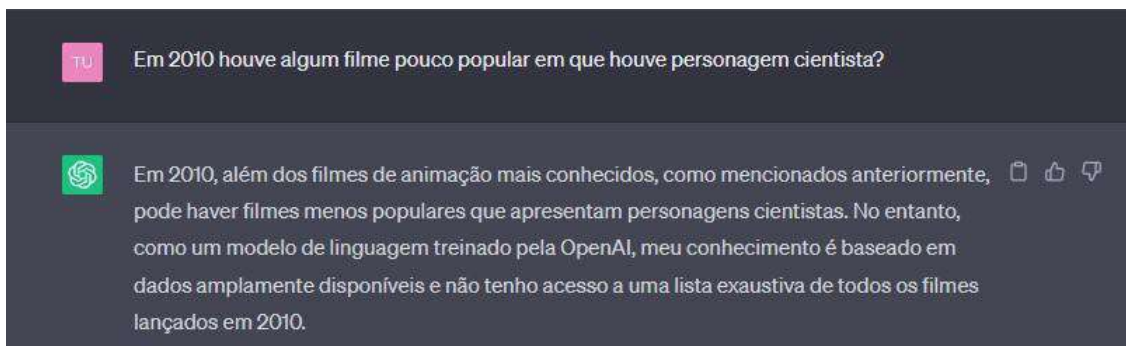 TU
Em 2010 houve algum filme pouco popular em que houve personagem cientista?
Em 2010, além dos filmes de animação mais conhecidos, como mencionados anteriormente,
pode haver filmes menos populares que apresentam personagens cientistas. No entanto,
como um modelo de linguagem treinado pela OpenAI, meu conhecimento é baseado em
dados amplamente disponíveis e não tenho acesso a uma lista exaustiva de todos os filmes
lançados em 2010.